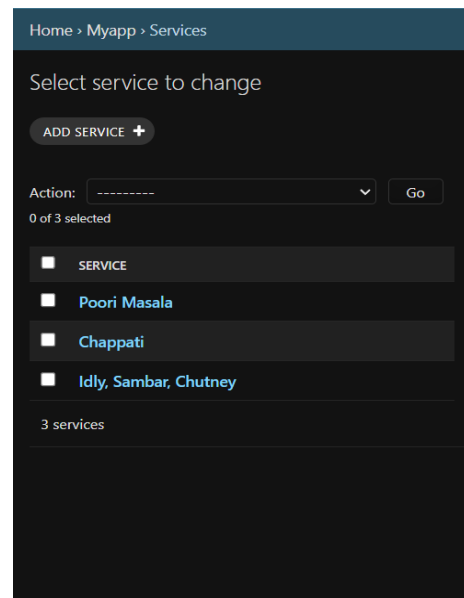 Home › Myapp › Services
Select service to change
ADD SERVICE +
Action: --------- Go
0 of 3 selected
SERVICE
Poori Masala
Chappati
Idly, Sambar, Chutney
3 services